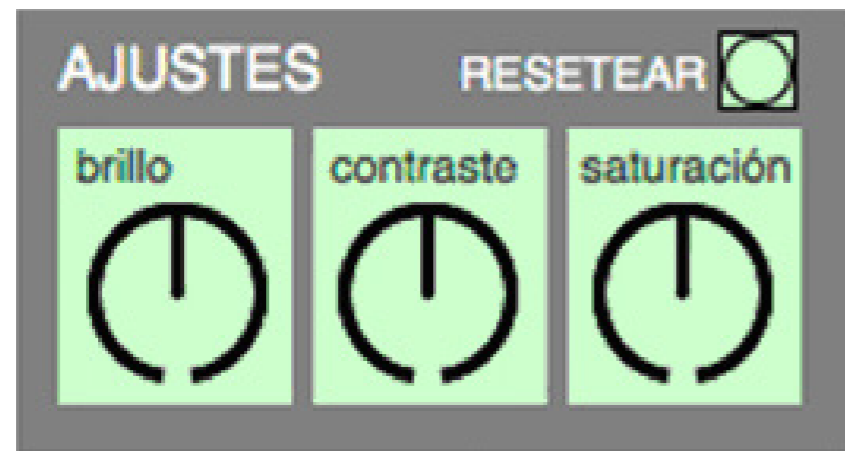 AJUSTES
RESETEAR
brillo
contraste
saturación